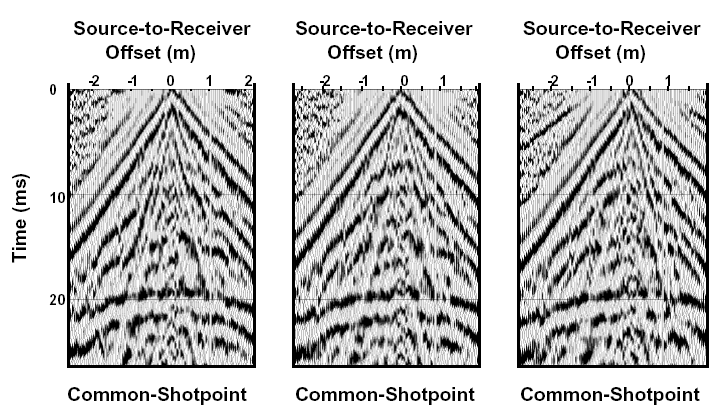 Source-to-Receiver
Offset (m)
Source-to-Receiver
Offset (m)
Source-to-Receiver
Offset (m)
-2 -1 0 1 2
-2 -1 0 1
-2 -1 0 1
0
10
20
Time (ms)
Common-Shotpoint
Common-Shotpoint
Common-Shotpoint